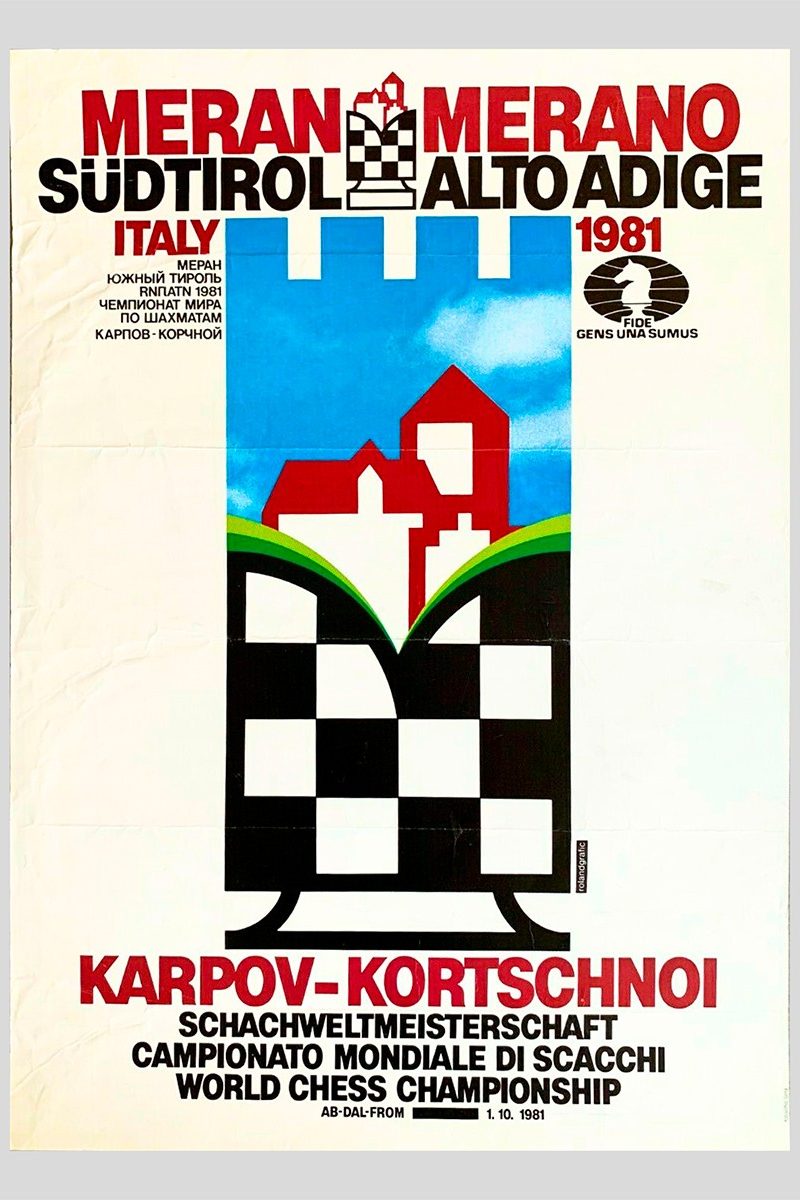 MERAN MERANO
SÜDTIROL ALTO ADIGE
ITALY 1981
МЕРАН
ЮЖНЫЙ ТИРОЛЬ
RNПATN 1981
ЧЕМПИОНАТ МИРА
ПО ШАХМАТАМ
КАРПОВ - КОРЧНОЙ
FIDE
GENS UNA SUMUS
rolandgrafic
KARPOV-KORTSCHNOI
SCHACHWELTMEISTERSCHAFT
CAMPIONATO MONDIALE DI SCACCHI
WORLD CHESS CHAMPIONSHIP
AB-DAL-FROM 1. 10. 1981